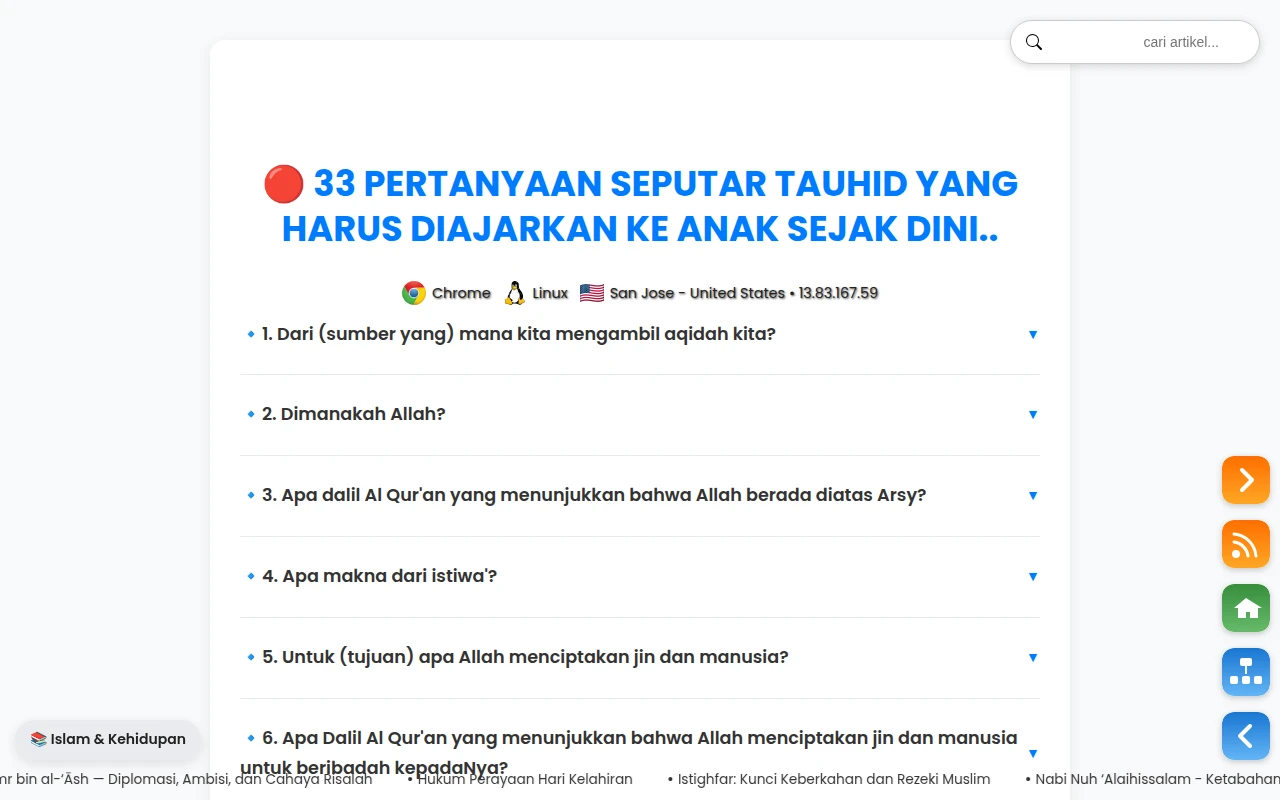 cari artikel...
33 PERTANYAAN SEPUTAR TAUHID YANG
HARUS DIAJARKAN KE ANAK SEJAK DINI..
Chrome Linux San Jose - United States • 13.83.167.59
1. Dari (sumber yang) mana kita mengambil aqidah kita?
2. Dimanakah Allah?
3. Apa dalil Al Qur'an yang menunjukkan bahwa Allah berada diatas Arsy?
4. Apa makna dari istiwa'?
5. Untuk (tujuan) apa Allah menciptakan jin dan manusia?
6. Apa Dalil Al Qur'an yang menunjukkan bahwa Allah menciptakan jin dan manusia
untuk beribadah kepadaNya?
Islam & Kehidupan
mr bin al-‘Āsh — Diplomasi, Ambisi, dan Cahaya Risalah • Hukum Perayaan Hari Kelahiran • Istighfar: Kunci Keberkahan dan Rezeki Muslim • Nabi Nuh ‘Alaihissalam - Ketabahan